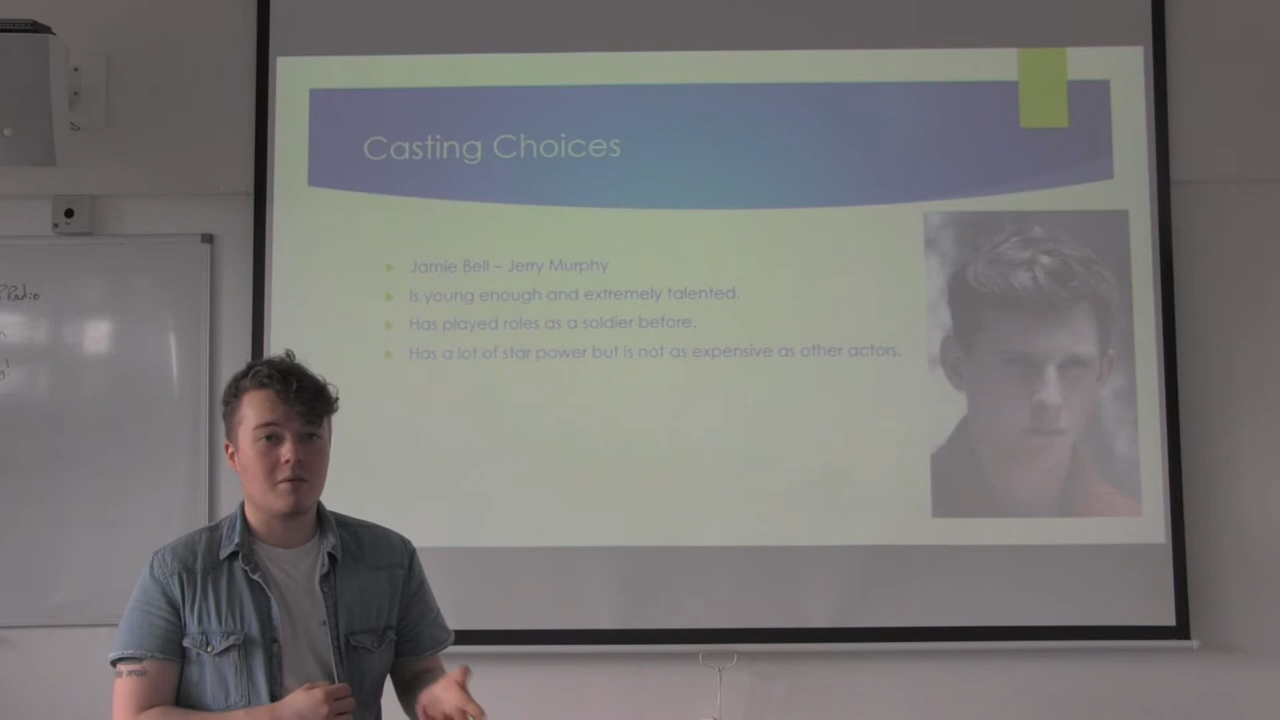 Casting Choices
Jamie Bell – Jerry Murphy
Is young enough and extremely talented.
Has played roles as a soldier before.
Has a lot of star power but is not as expensive as other actors.
Radio